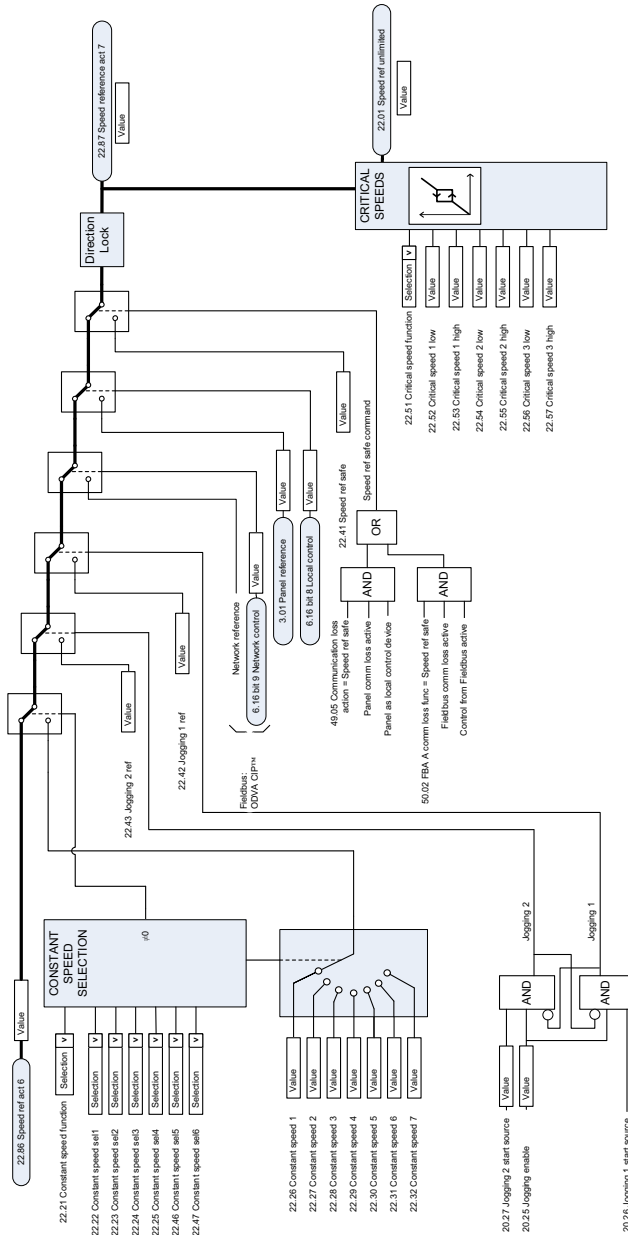 22.86 Speed ref act 6
Value
22.21 Constant speed function
Selection
v
22.22 Constant speed sel1
Selection
v
22.23 Constant speed sel2
Selection
v
22.24 Constant speed sel3
Selection
v
22.25 Constant speed sel4
Selection
v
22.46 Constant speed sel5
Selection
v
22.47 Constant speed sel6
Selection
v
CONSTANT
SPEED
SELECTION
≠0
22.26 Constant speed 1
Value
22.27 Constant speed 2
Value
22.28 Constant speed 3
Value
22.29 Constant speed 4
Value
22.30 Constant speed 5
Value
22.31 Constant speed 6
Value
22.32 Constant speed 7
Value
20.27 Jogging 2 start source
Value
20.25 Jogging enable
Value
20.26 Jogging 1 start source
AND
AND
Jogging 2
Jogging 1
22.43 Jogging 2 ref
Value
22.42 Jogging 1 ref
Value
Fieldbus:
ODVA CIP™
Network reference
6.16 bit 9 Network control
Value
3.01 Panel reference
Value
6.16 bit 8 Local control
Value
22.41 Speed ref safe
Value
49.05 Communication loss
action = Speed ref safe
Panel comm loss active
Panel as local control device
AND
50.02 FBA A comm loss func = Speed ref safe
Fieldbus comm loss active
Control from Fieldbus active
AND
OR
Speed ref safe command
Direction
Lock
22.87 Speed reference act 7
Value
22.51 Critical speed function
Selection
v
22.52 Critical speed 1 low
Value
22.53 Critical speed 1 high
Value
22.54 Critical speed 2 low
Value
22.55 Critical speed 2 high
Value
22.56 Critical speed 3 low
Value
22.57 Critical speed 3 high
Value
CRITICAL
SPEEDS
22.01 Speed ref unlimited
Value